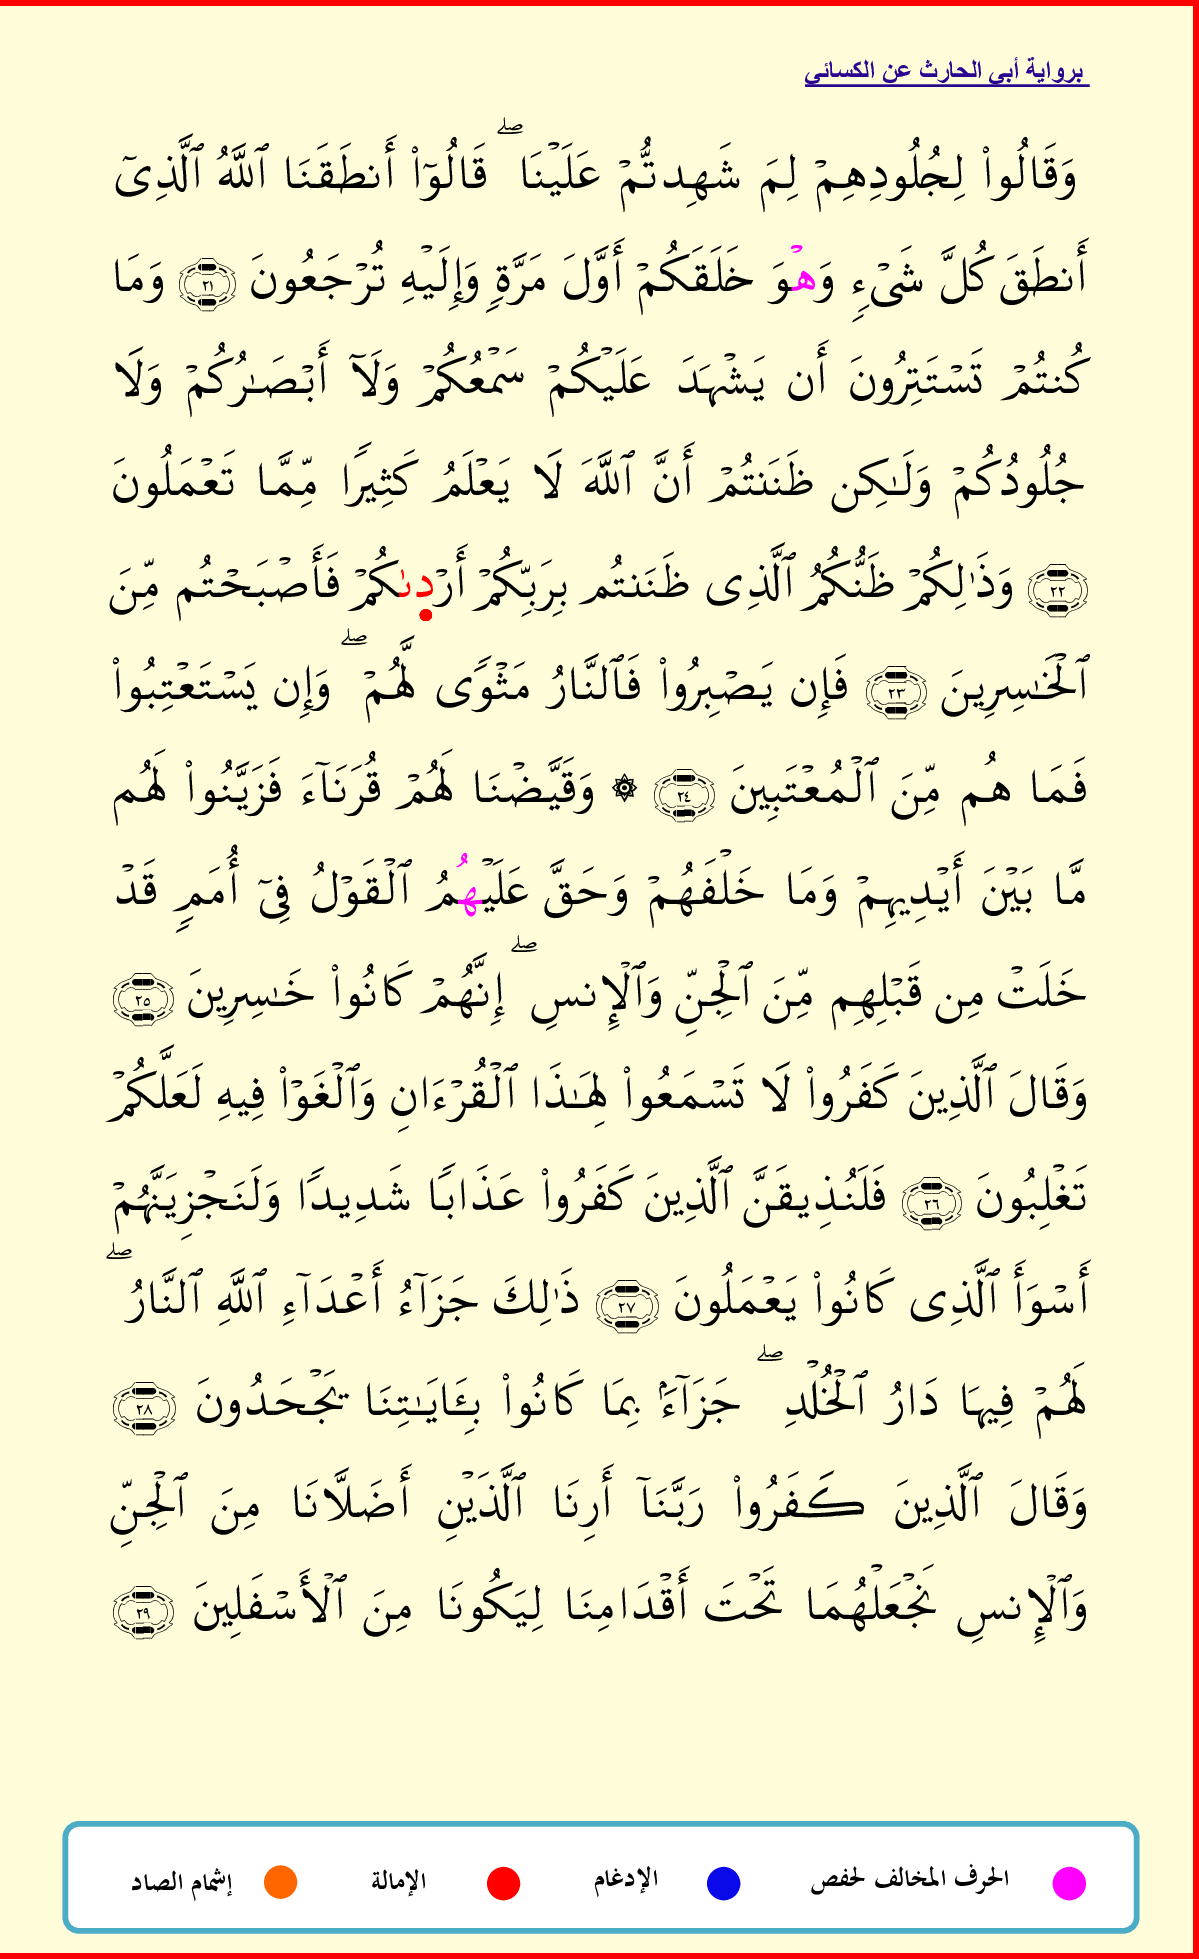 برواية أبي الحارث عن الكسائي
وَقَالُوا۟ لِجُلُودِهِمْ لِمَ شَهِدتُّمْ عَلَيْنَا ۖ قَالُوٓا۟ أَنطَقَنَا ٱللَّهُ ٱلَّذِىٓ
أَنطَقَ كُلَّ شَىْءٍ وَهْوَ خَلَقَكُمْ أَوَّلَ مَرَّةٍ وَإِلَيْهِ تُرْجَعُونَ ٢١ وَمَا
كُنتُمْ تَسْتَتِرُونَ أَن يَشْهَدَ عَلَيْكُمْ سَمْعُكُمْ وَلَآ أَبْصَـٰرُكُمْ وَلَا
جُلُودُكُمْ وَلَـٰكِن ظَنَنتُمْ أَنَّ ٱللَّهَ لَا يَعْلَمُ كَثِيرًا مِّمَّا تَعْمَلُونَ
٢٢ وَذَٰلِكُمْ ظَنُّكُمُ ٱلَّذِى ظَنَنتُم بِرَبِّكُمْ أَرْدىٰكُمْ فَأَصْبَحْتُم مِّنَ
ٱلْخَـٰسِرِينَ ٢٣ فَإِن يَصْبِرُوا۟ فَٱلنَّارُ مَثْوًى لَّهُمْ ۖ وَإِن يَسْتَعْتِبُوا۟
فَمَا هُم مِّنَ ٱلْمُعْتَبِينَ ٢٤ ۞ وَقَيَّضْنَا لَهُمْ قُرَنَآءَ فَزَيَّنُوا۟ لَهُم
مَّا بَيْنَ أَيْدِيهِمْ وَمَا خَلْفَهُمْ وَحَقَّ عَلَيْهُمُ ٱلْقَوْلُ فِىٓ أُمَمٍ قَدْ
خَلَتْ مِن قَبْلِهِم مِّنَ ٱلْجِنِّ وَٱلْإِنسِ ۖ إِنَّهُمْ كَانُوا۟ خَـٰسِرِينَ ٢٥
وَقَالَ ٱلَّذِينَ كَفَرُوا۟ لَا تَسْمَعُوا۟ لِهَـٰذَا ٱلْقُرْءَانِ وَٱلْغَوْا۟ فِيهِ لَعَلَّكُمْ
تَغْلِبُونَ ٢٦ فَلَنُذِيقَنَّ ٱلَّذِينَ كَفَرُوا۟ عَذَابًا شَدِيدًا وَلَنَجْزِيَنَّهُمْ
أَسْوَأَ ٱلَّذِى كَانُوا۟ يَعْمَلُونَ ٢٧ ذَٰلِكَ جَزَآءُ أَعْدَآءِ ٱللَّهِ ٱلنَّارُ ۖ
لَهُمْ فِيهَا دَارُ ٱلْخُلْدِ ۖ جَزَآءًۢ بِمَا كَانُوا۟ بِـَٔايَـٰتِنَا يَجْحَدُونَ ٢٨
وَقَالَ ٱلَّذِينَ كَفَرُوا۟ رَبَّنَآ أَرِنَا ٱلَّذَيْنِ أَضَلَّانَا مِنَ ٱلْجِنِّ
وَٱلْإِنسِ نَجْعَلْهُمَا تَحْتَ أَقْدَامِنَا لِيَكُونَا مِنَ ٱلْأَسْفَلِينَ ٢٩
الحرف المخالف لحفص الإدغام الإمالة إشمام الصاد